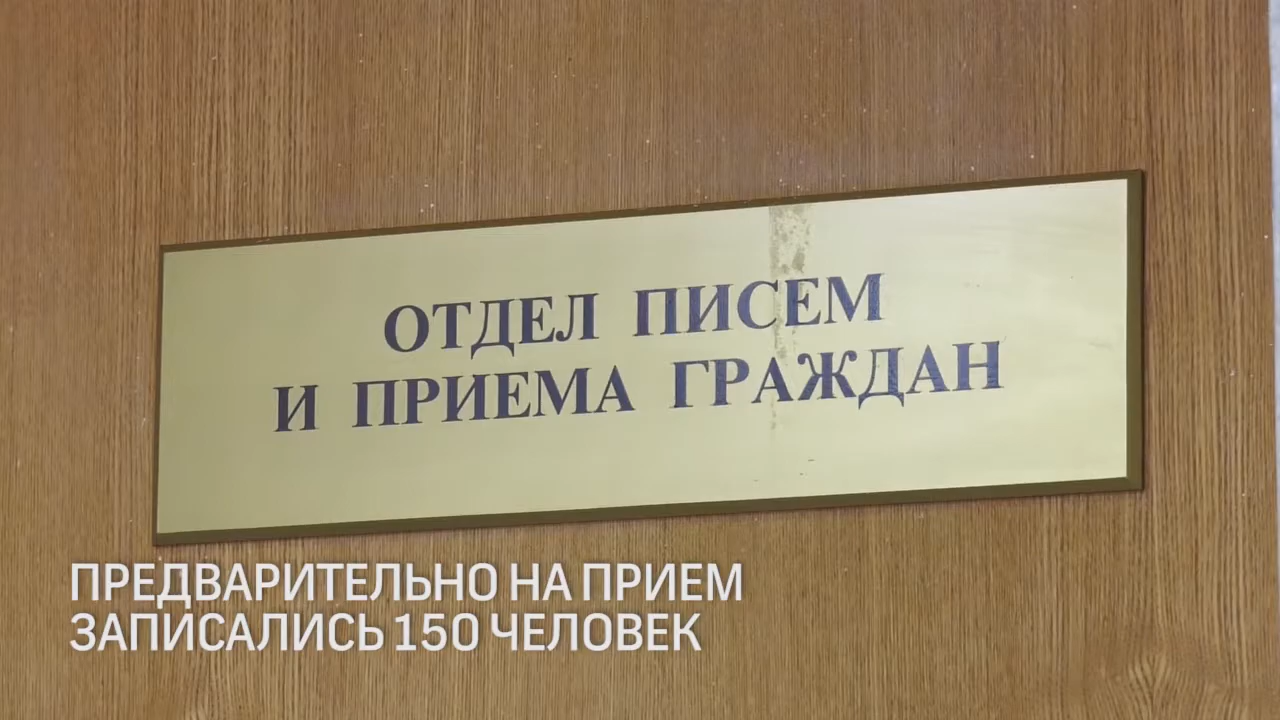 ОТДЕЛ ПИСЕМ
И ПРИЕМА ГРАЖДАН
ПРЕДВАРИТЕЛЬНО НА ПРИЕМ
ЗАПИСАЛИСЬ 150 ЧЕЛОВЕК